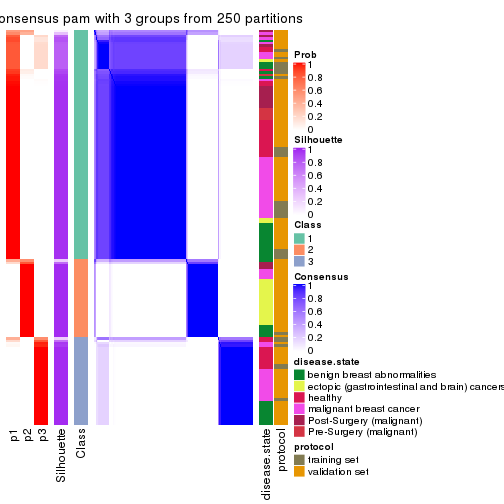 onsensus pam with 3 groups from 250 partitions
Prob
1
0.8
0.6
0.4
0.2
0
Silhouette
1
0.8
0.6
0.4
0.2
0
Class
1
2
3
Consensus
1
0.8
0.6
0.4
0.2
0
disease.state
benign breast abnormalities
ectopic (gastrointestinal and brain) cancers
healthy
malignant breast cancer
Post-Surgery (malignant)
Pre-Surgery (malignant)
protocol
training set
validation set
p1
p2
p3
Silhouette
Class
disease.state
protocol